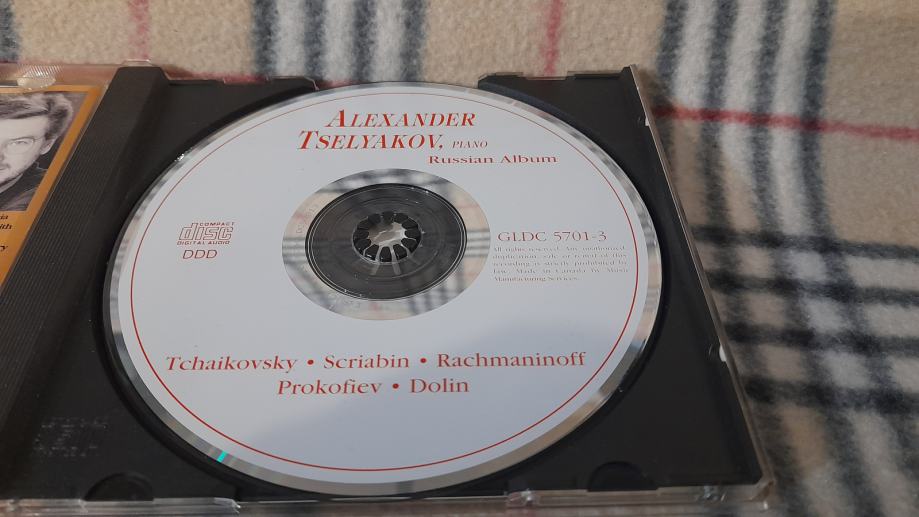 ALEXANDER
TSELYAKOV, PIANO
Russian Album
COMPACT
disc
DIGITAL AUDIO
DDD
GLDC 5701-3
All rights reserved. Any unauthorized
duplication, sale or rental of this
recording is strictly prohibited by
law. Made in Canada by Music
Manufacturing Services.
Tchaikovsky • Scriabin • Rachmaninoff
Prokofiev • Dolin